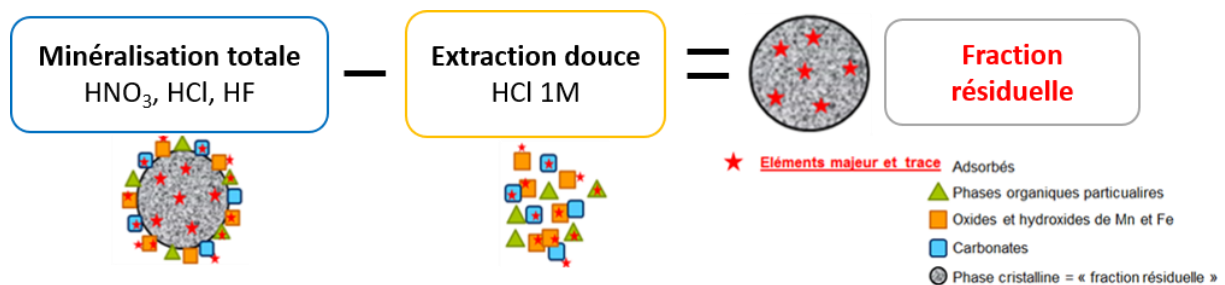 Minéralisation totale
HNO₃, HCl, HF
Extraction douce
HCl 1M
Fraction
résiduelle
Eléments majeur et trace Adsorbés
Phases organiques particualires
Oxides et hydroxides de Mn et Fe
Carbonates
Phase cristalline = « fraction résiduelle »